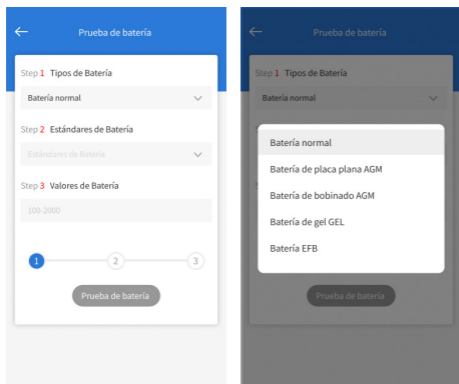 Prueba de batería
Step 1 Tipos de Batería
Batería normal
Step 2 Estándares de Batería
Estándares de Batería
Step 3 Valores de Batería
100-2000
1
2
3
Prueba de batería
Prueba de batería
Step 1 Tipos de Batería
Batería normal
Batería normal
Batería de placa plana AGM
Batería de bobinado AGM
Batería de gel GEL
Batería EFB
Prueba de batería